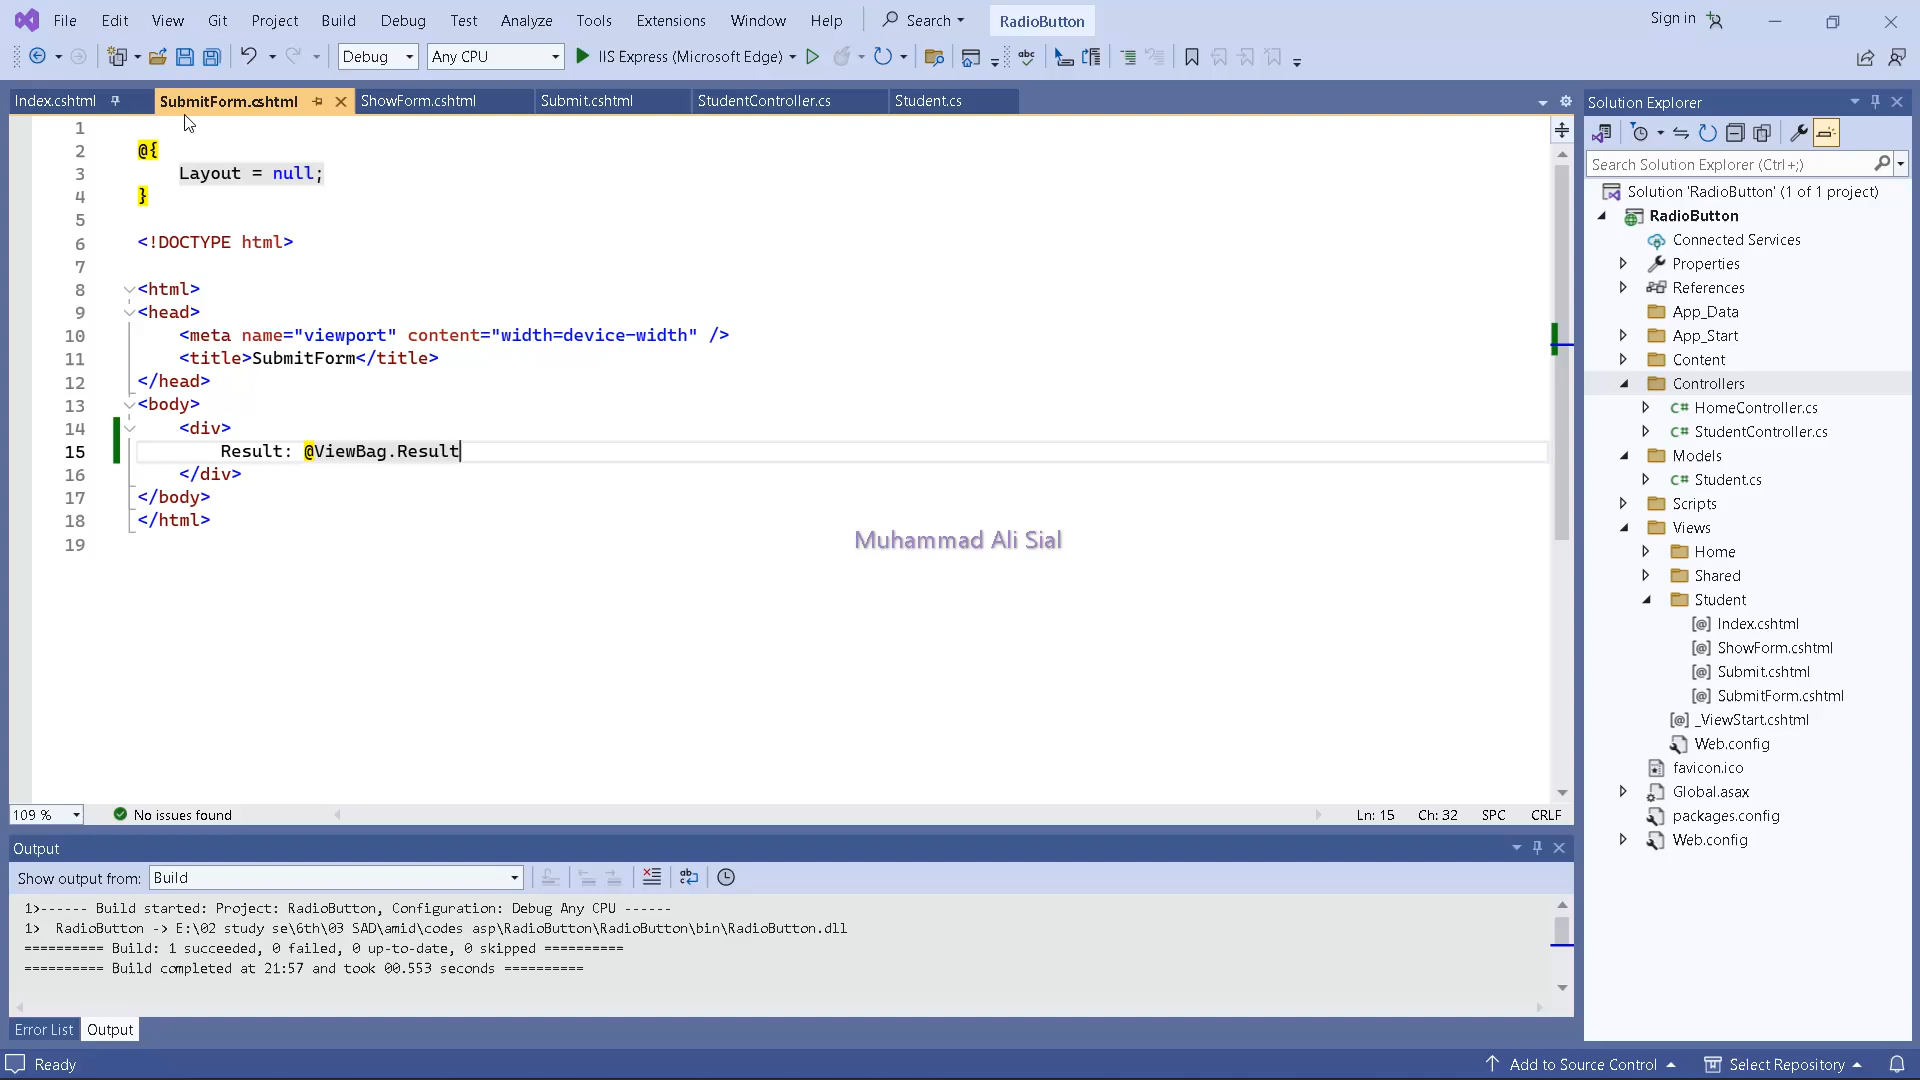 File Edit View Git Project Build Debug Test Analyze Tools Extensions Window Help Search RadioButton Sign in
Debug Any CPU IIS Express (Microsoft Edge)
Index.cshtml SubmitForm.cshtml ShowForm.cshtml Submit.cshtml StudentController.cs Student.cs
1
2 @{
3 Layout = null;
4 }
5
6 <!DOCTYPE html>
7
8 <html>
9 <head>
10 <meta name="viewport" content="width=device-width" />
11 <title>SubmitForm</title>
12 </head>
13 <body>
14 <div>
15 Result: @ViewBag.Result
16 </div>
17 </body>
18 </html>
19
Muhammad Ali Sial
109 % No issues found Ln: 15 Ch: 32 SPC CRLF
Output
Show output from: Build
1>------ Build started: Project: RadioButton, Configuration: Debug Any CPU ------
1> RadioButton -> E:\02 study se\6th\03 SAD\amid\codes asp\RadioButton\RadioButton\bin\RadioButton.dll
========== Build: 1 succeeded, 0 failed, 0 up-to-date, 0 skipped ==========
========== Build completed at 21:57 and took 00.553 seconds ==========
Error List Output
Solution Explorer
Search Solution Explorer (Ctrl+;)
Solution 'RadioButton' (1 of 1 project)
RadioButton
Connected Services
Properties
References
App_Data
App_Start
Content
Controllers
C# HomeController.cs
C# StudentController.cs
Models
C# Student.cs
Scripts
Views
Home
Shared
Student
[@] Index.cshtml
[@] ShowForm.cshtml
[@] Submit.cshtml
[@] SubmitForm.cshtml
[@] _ViewStart.cshtml
Web.config
favicon.ico
Global.asax
packages.config
Web.config
Ready Add to Source Control Select Repository